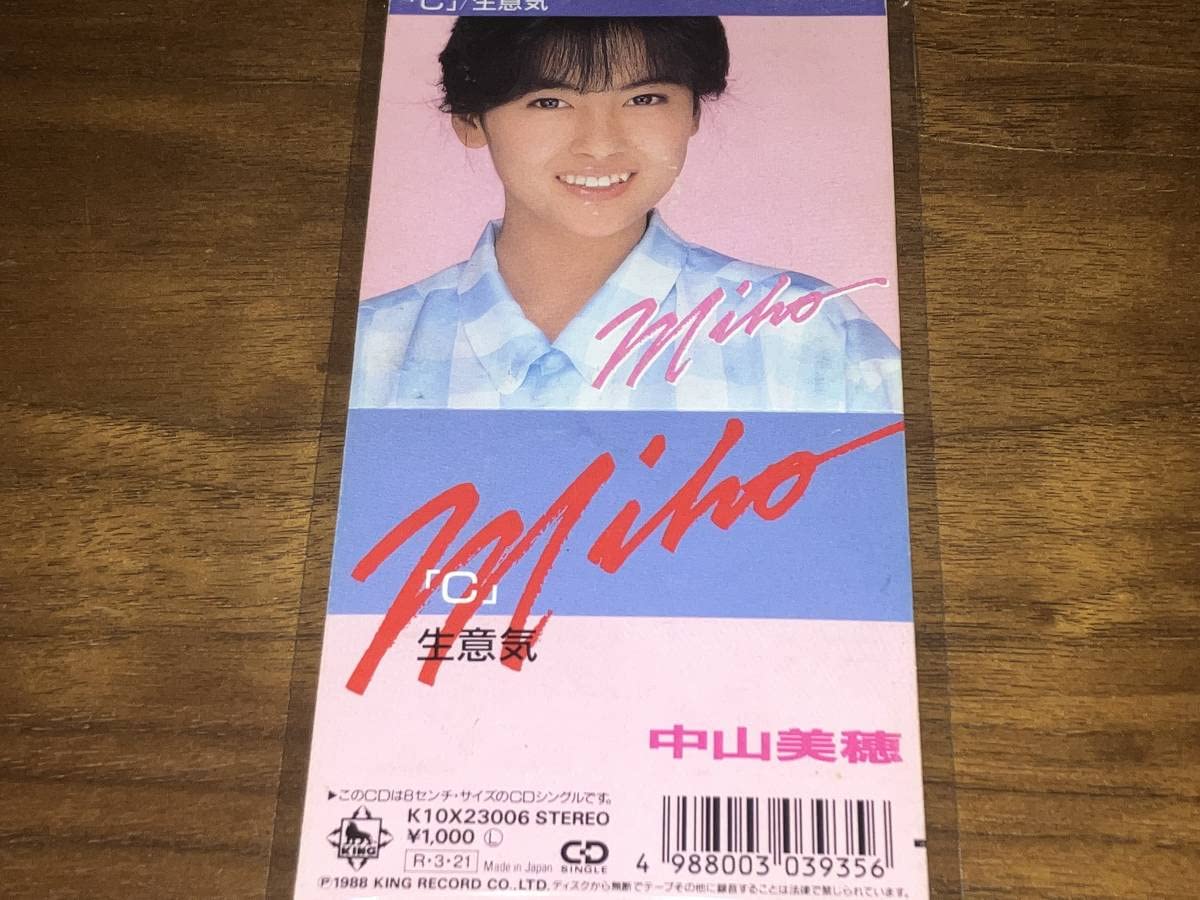 「C」/生意気
Miho
Miho
「C」
生意気
中山美穂
▶このCDは8センチ・サイズのCDシングルです。
KING
K10X23006 STEREO
¥1,000 Ⓛ
R・3・21 Made in Japan
CD SINGLE
4 988003 039356
Ⓟ1988 KING RECORD CO.,LTD. ディスクから無断でテープその他に録音することは法律で禁じられています。